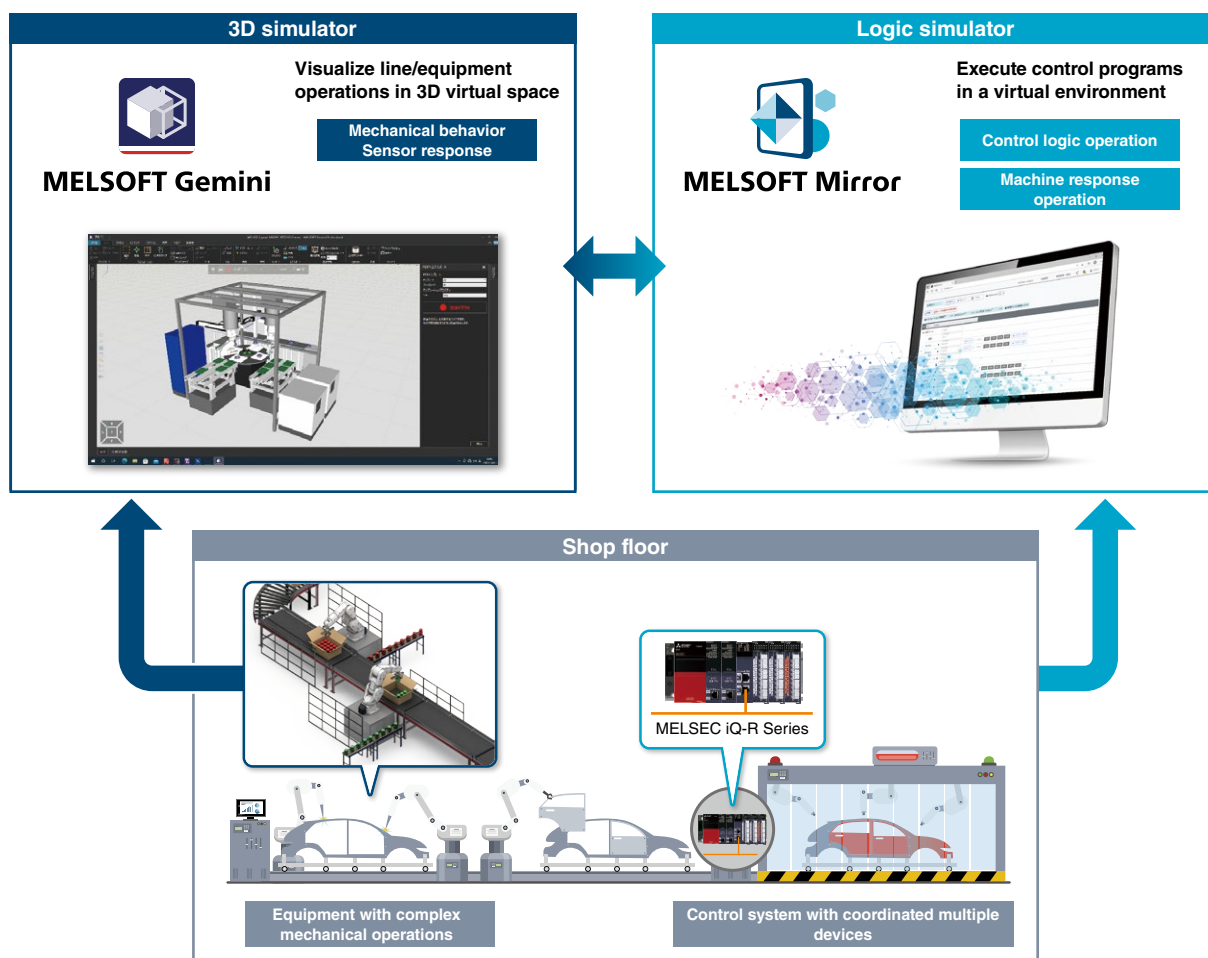 3D simulator
Visualize line/equipment
operations in 3D virtual space
Mechanical behavior
Sensor response
MELSOFT Gemini
Logic simulator
Execute control programs
in a virtual environment
Control logic operation
Machine response
operation
MELSOFT Mirror
Shop floor
MELSEC iQ-R Series
Equipment with complex
mechanical operations
Control system with coordinated multiple
devices